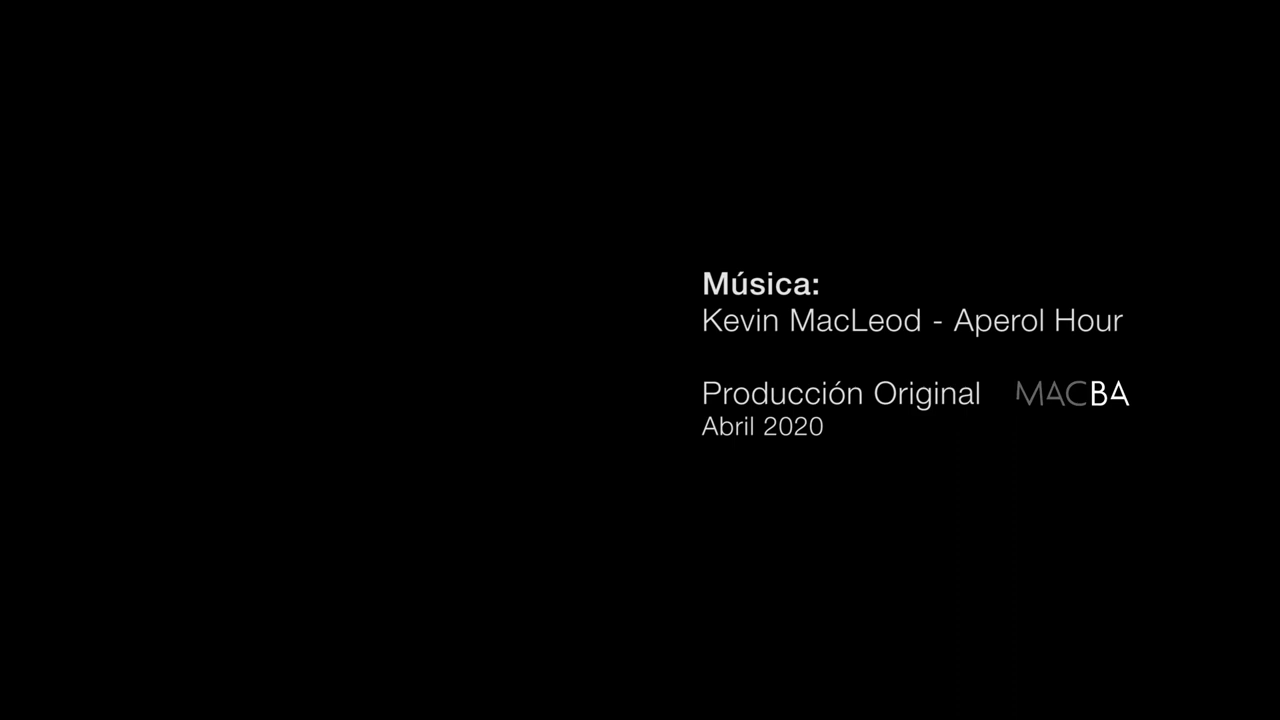 Música:
Kevin MacLeod - Aperol Hour
Producción Original MACBA
Abril 2020